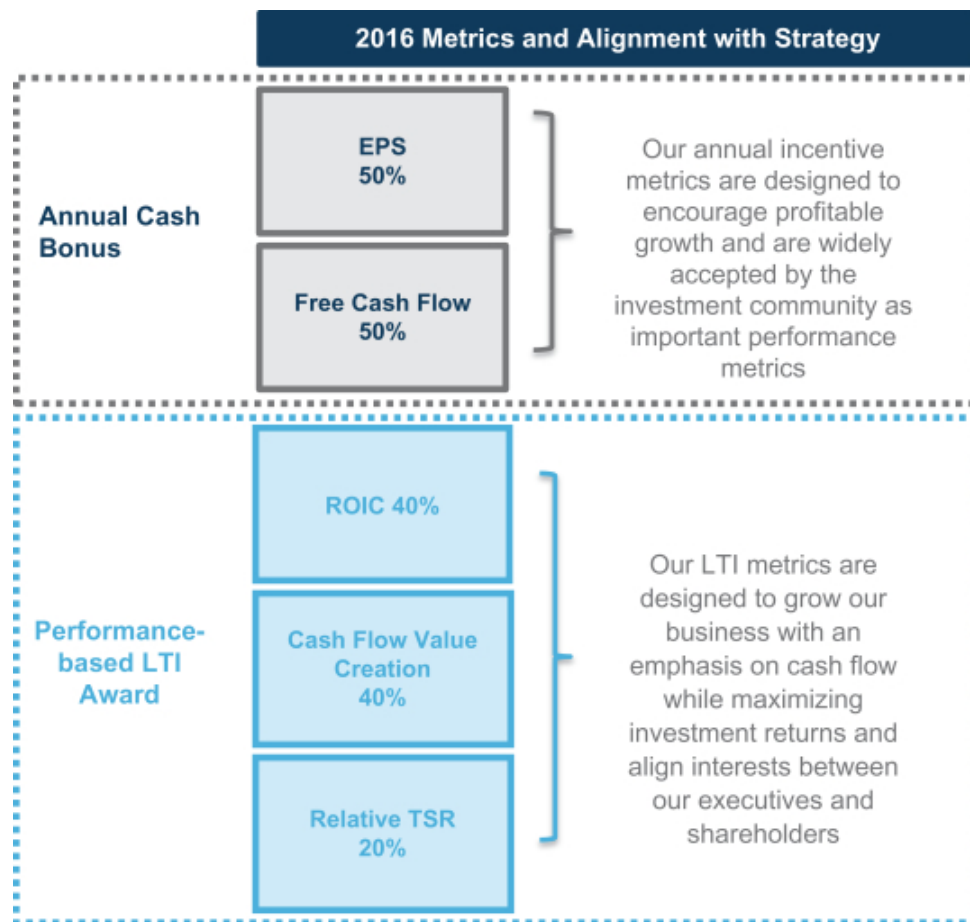 2016 Metrics and Alignment with Strategy
Annual Cash
Bonus
EPS
50%
Free Cash Flow
50%
Our annual incentive
metrics are designed to
encourage profitable
growth and are widely
accepted by the
investment community as
important performance
metrics
Performance-
based LTI
Award
ROIC 40%
Cash Flow Value
Creation
40%
Relative TSR
20%
Our LTI metrics are
designed to grow our
business with an
emphasis on cash flow
while maximizing
investment returns and
align interests between
our executives and
shareholders